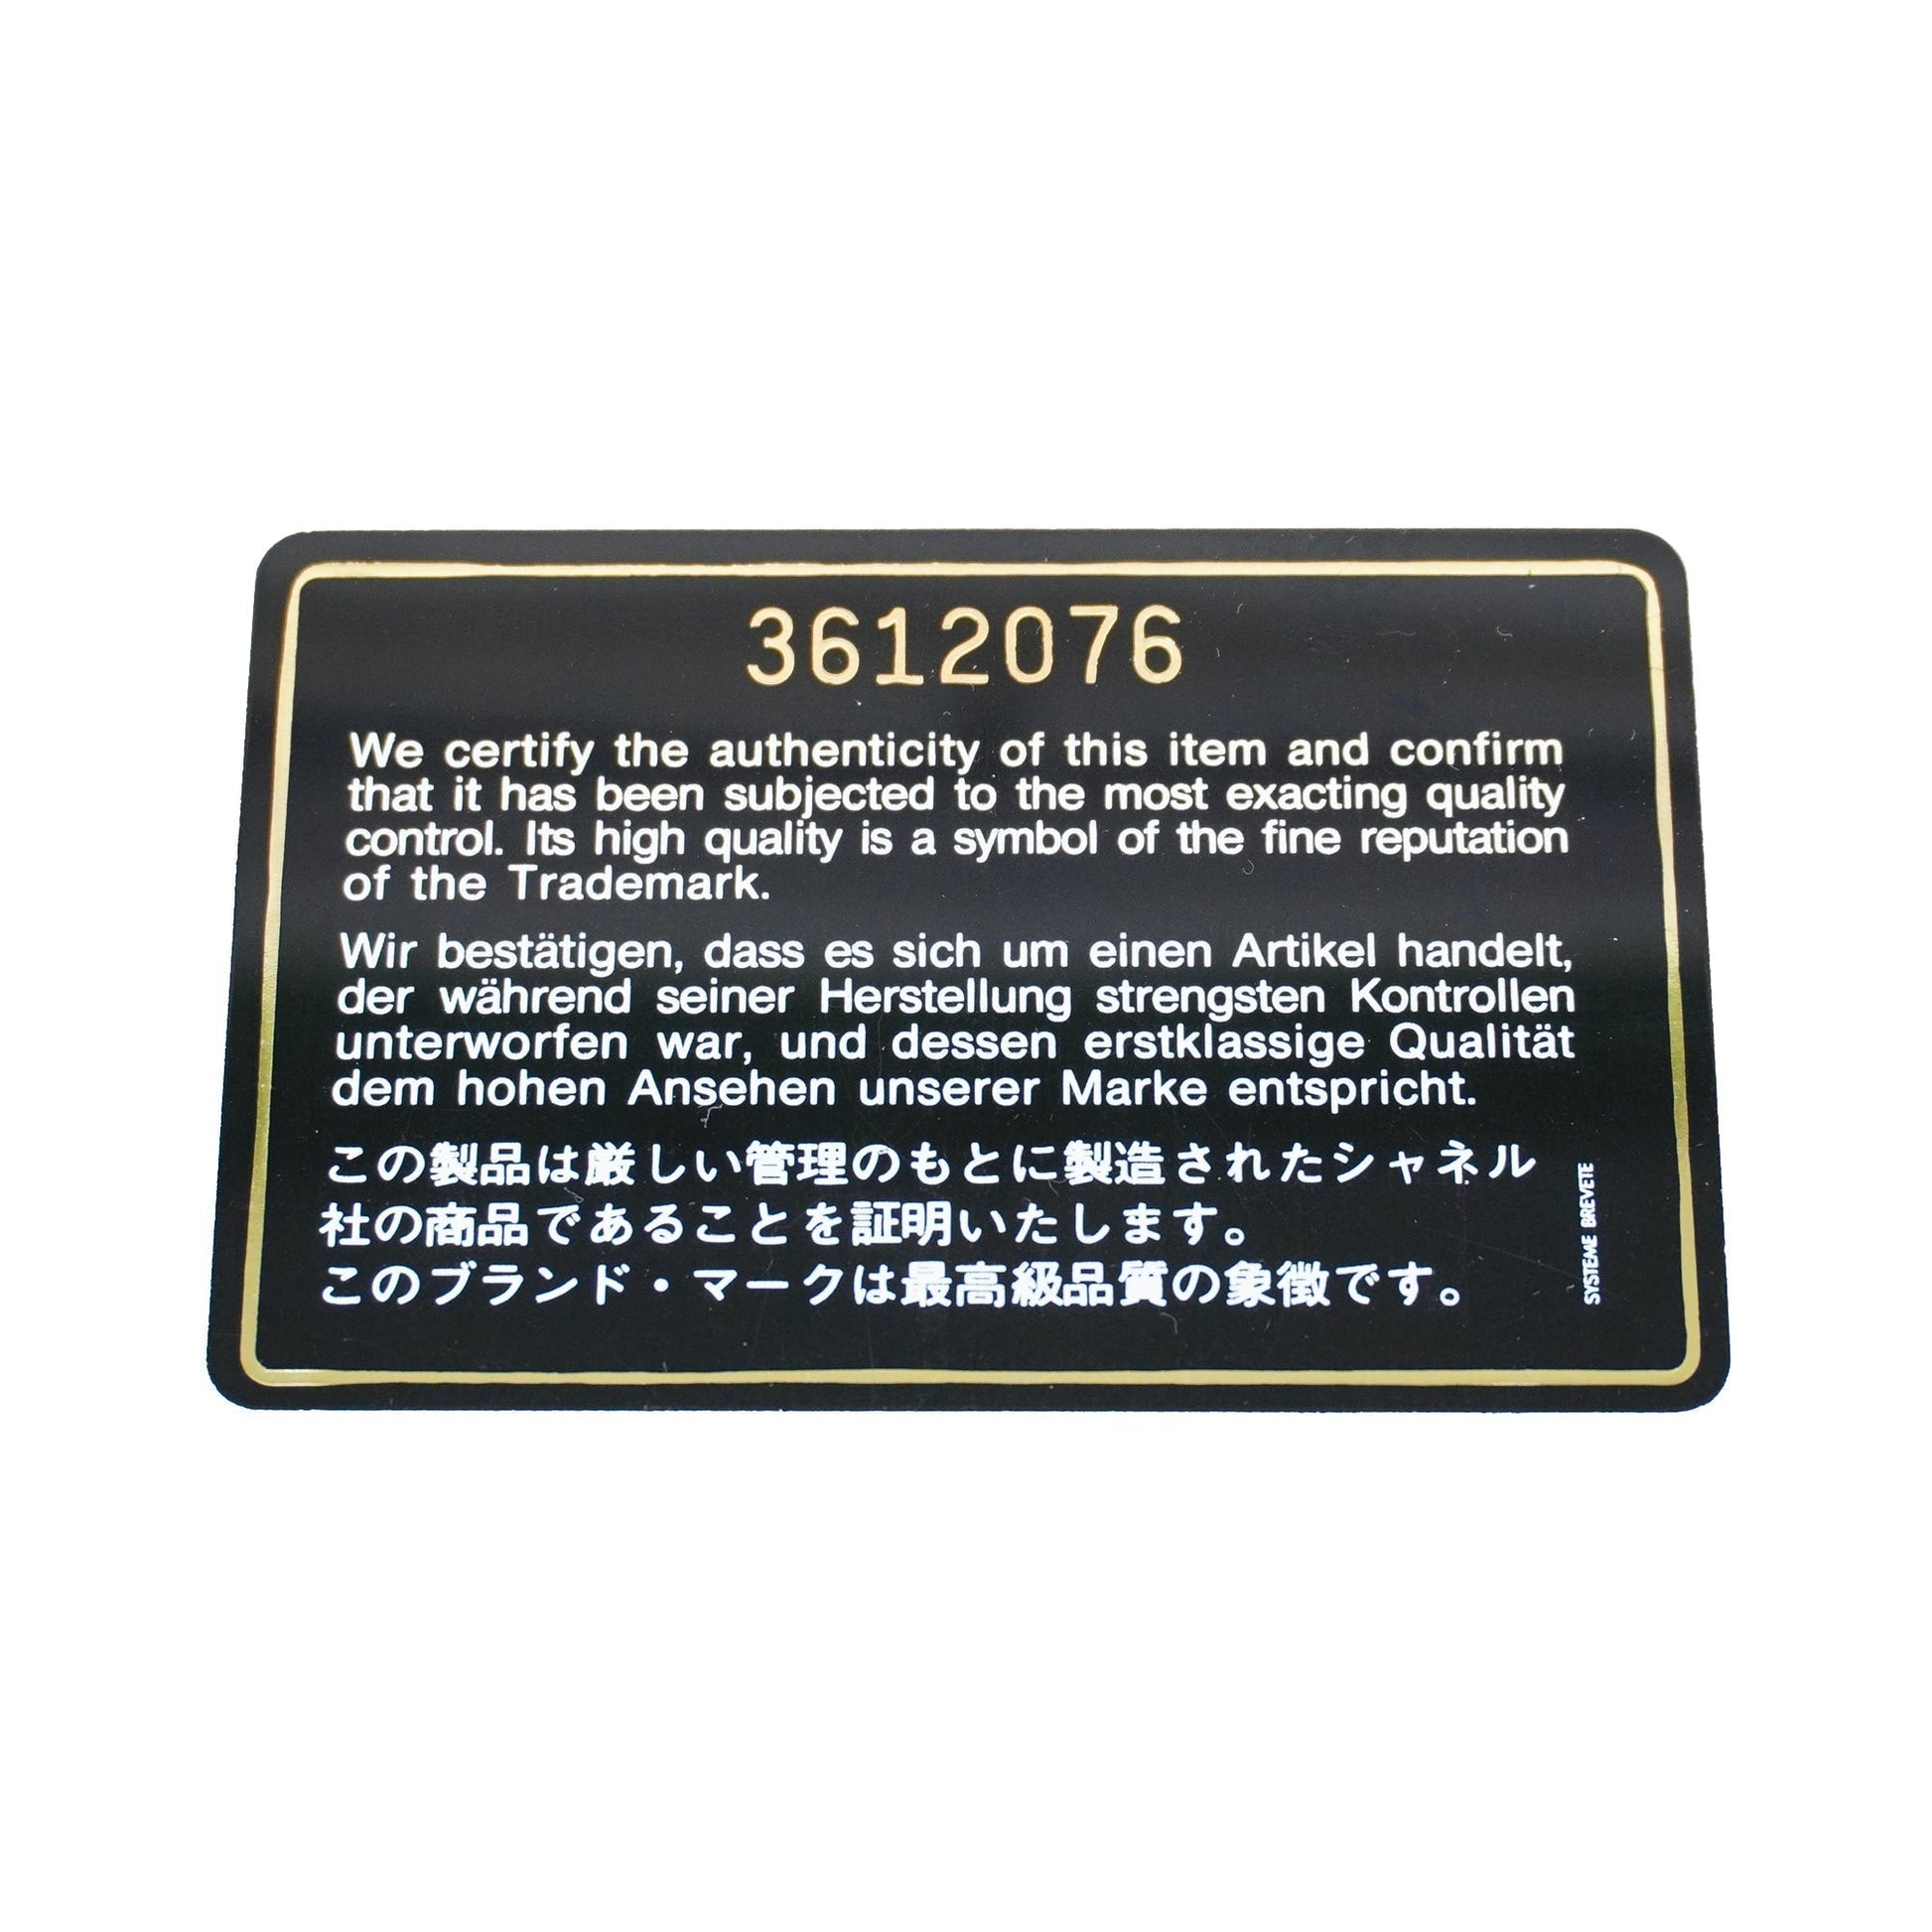 3612076
We certify the authenticity of this item and confirm
that it has been subjected to the most exacting quality
control. Its high quality is a symbol of the fine reputation
of the Trademark.
Wir bestätigen, dass es sich um einen Artikel handelt,
der während seiner Herstellung strengsten Kontrollen
unterworfen war, und dessen erstklassige Qualität
dem hohen Ansehen unserer Marke entspricht.
この製品は厳しい管理のもとに製造されたシャネル
社の商品であることを証明いたします。
このブランド・マークは最高級品質の象徴です。
SYSTEME BREVETE